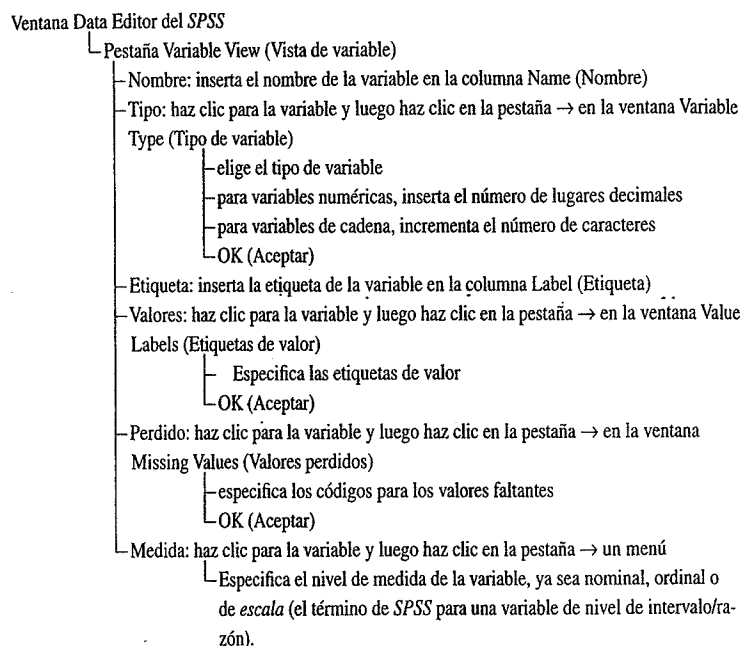 Ventana Data Editor del SPSS
Pestaña Variable View (Vista de variable)
Nombre: inserta el nombre de la variable en la columna Name (Nombre)
Tipo: haz clic para la variable y luego haz clic en la pestaña → en la ventana Variable
Type (Tipo de variable)
elige el tipo de variable
para variables numéricas, inserta el número de lugares decimales
para variables de cadena, incrementa el número de caracteres
OK (Aceptar)
Etiqueta: inserta la etiqueta de la variable en la columna Label (Etiqueta)
Valores: haz clic para la variable y luego haz clic en la pestaña → en la ventana Value
Labels (Etiquetas de valor)
Especifica las etiquetas de valor
OK (Aceptar)
Perdido: haz clic para la variable y luego haz clic en la pestaña → en la ventana
Missing Values (Valores perdidos)
especifica los códigos para los valores faltantes
OK (Aceptar)
Medida: haz clic para la variable y luego haz clic en la pestaña → un menú
Especifica el nivel de medida de la variable, ya sea nominal, ordinal o
de escala (el término de SPSS para una variable de nivel de intervalo/ra-
zón).